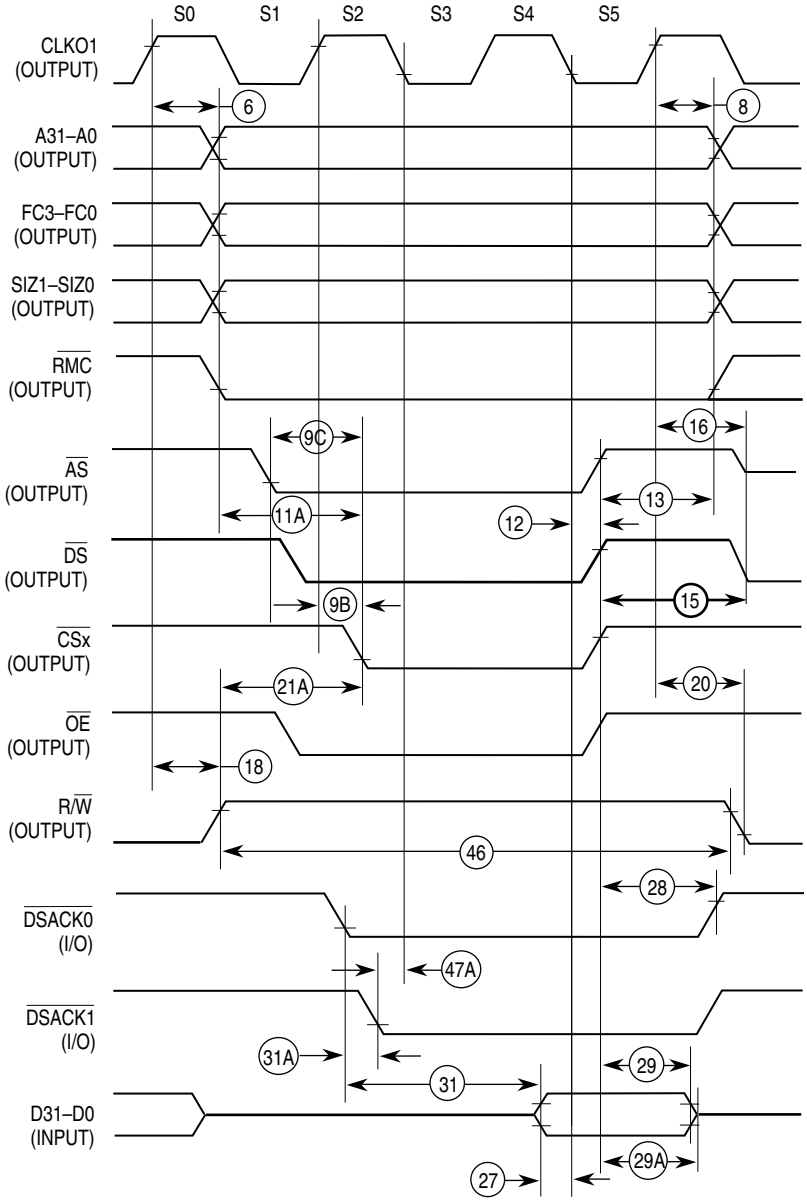 S0 S1 S2 S3 S4 S5
CLKO1
(OUTPUT)
6
8
A31–A0
(OUTPUT)
FC3–FC0
(OUTPUT)
SIZ1–SIZ0
(OUTPUT)
RMC
(OUTPUT)
9C
16
AS
(OUTPUT)
11A
12
13
DS
(OUTPUT)
9B
15
CSx
(OUTPUT)
21A
20
OE
(OUTPUT)
18
R/W
(OUTPUT)
46
28
DSACK0
(I/O)
47A
DSACK1
(I/O)
31A
31
29
D31–D0
(INPUT)
29A
27